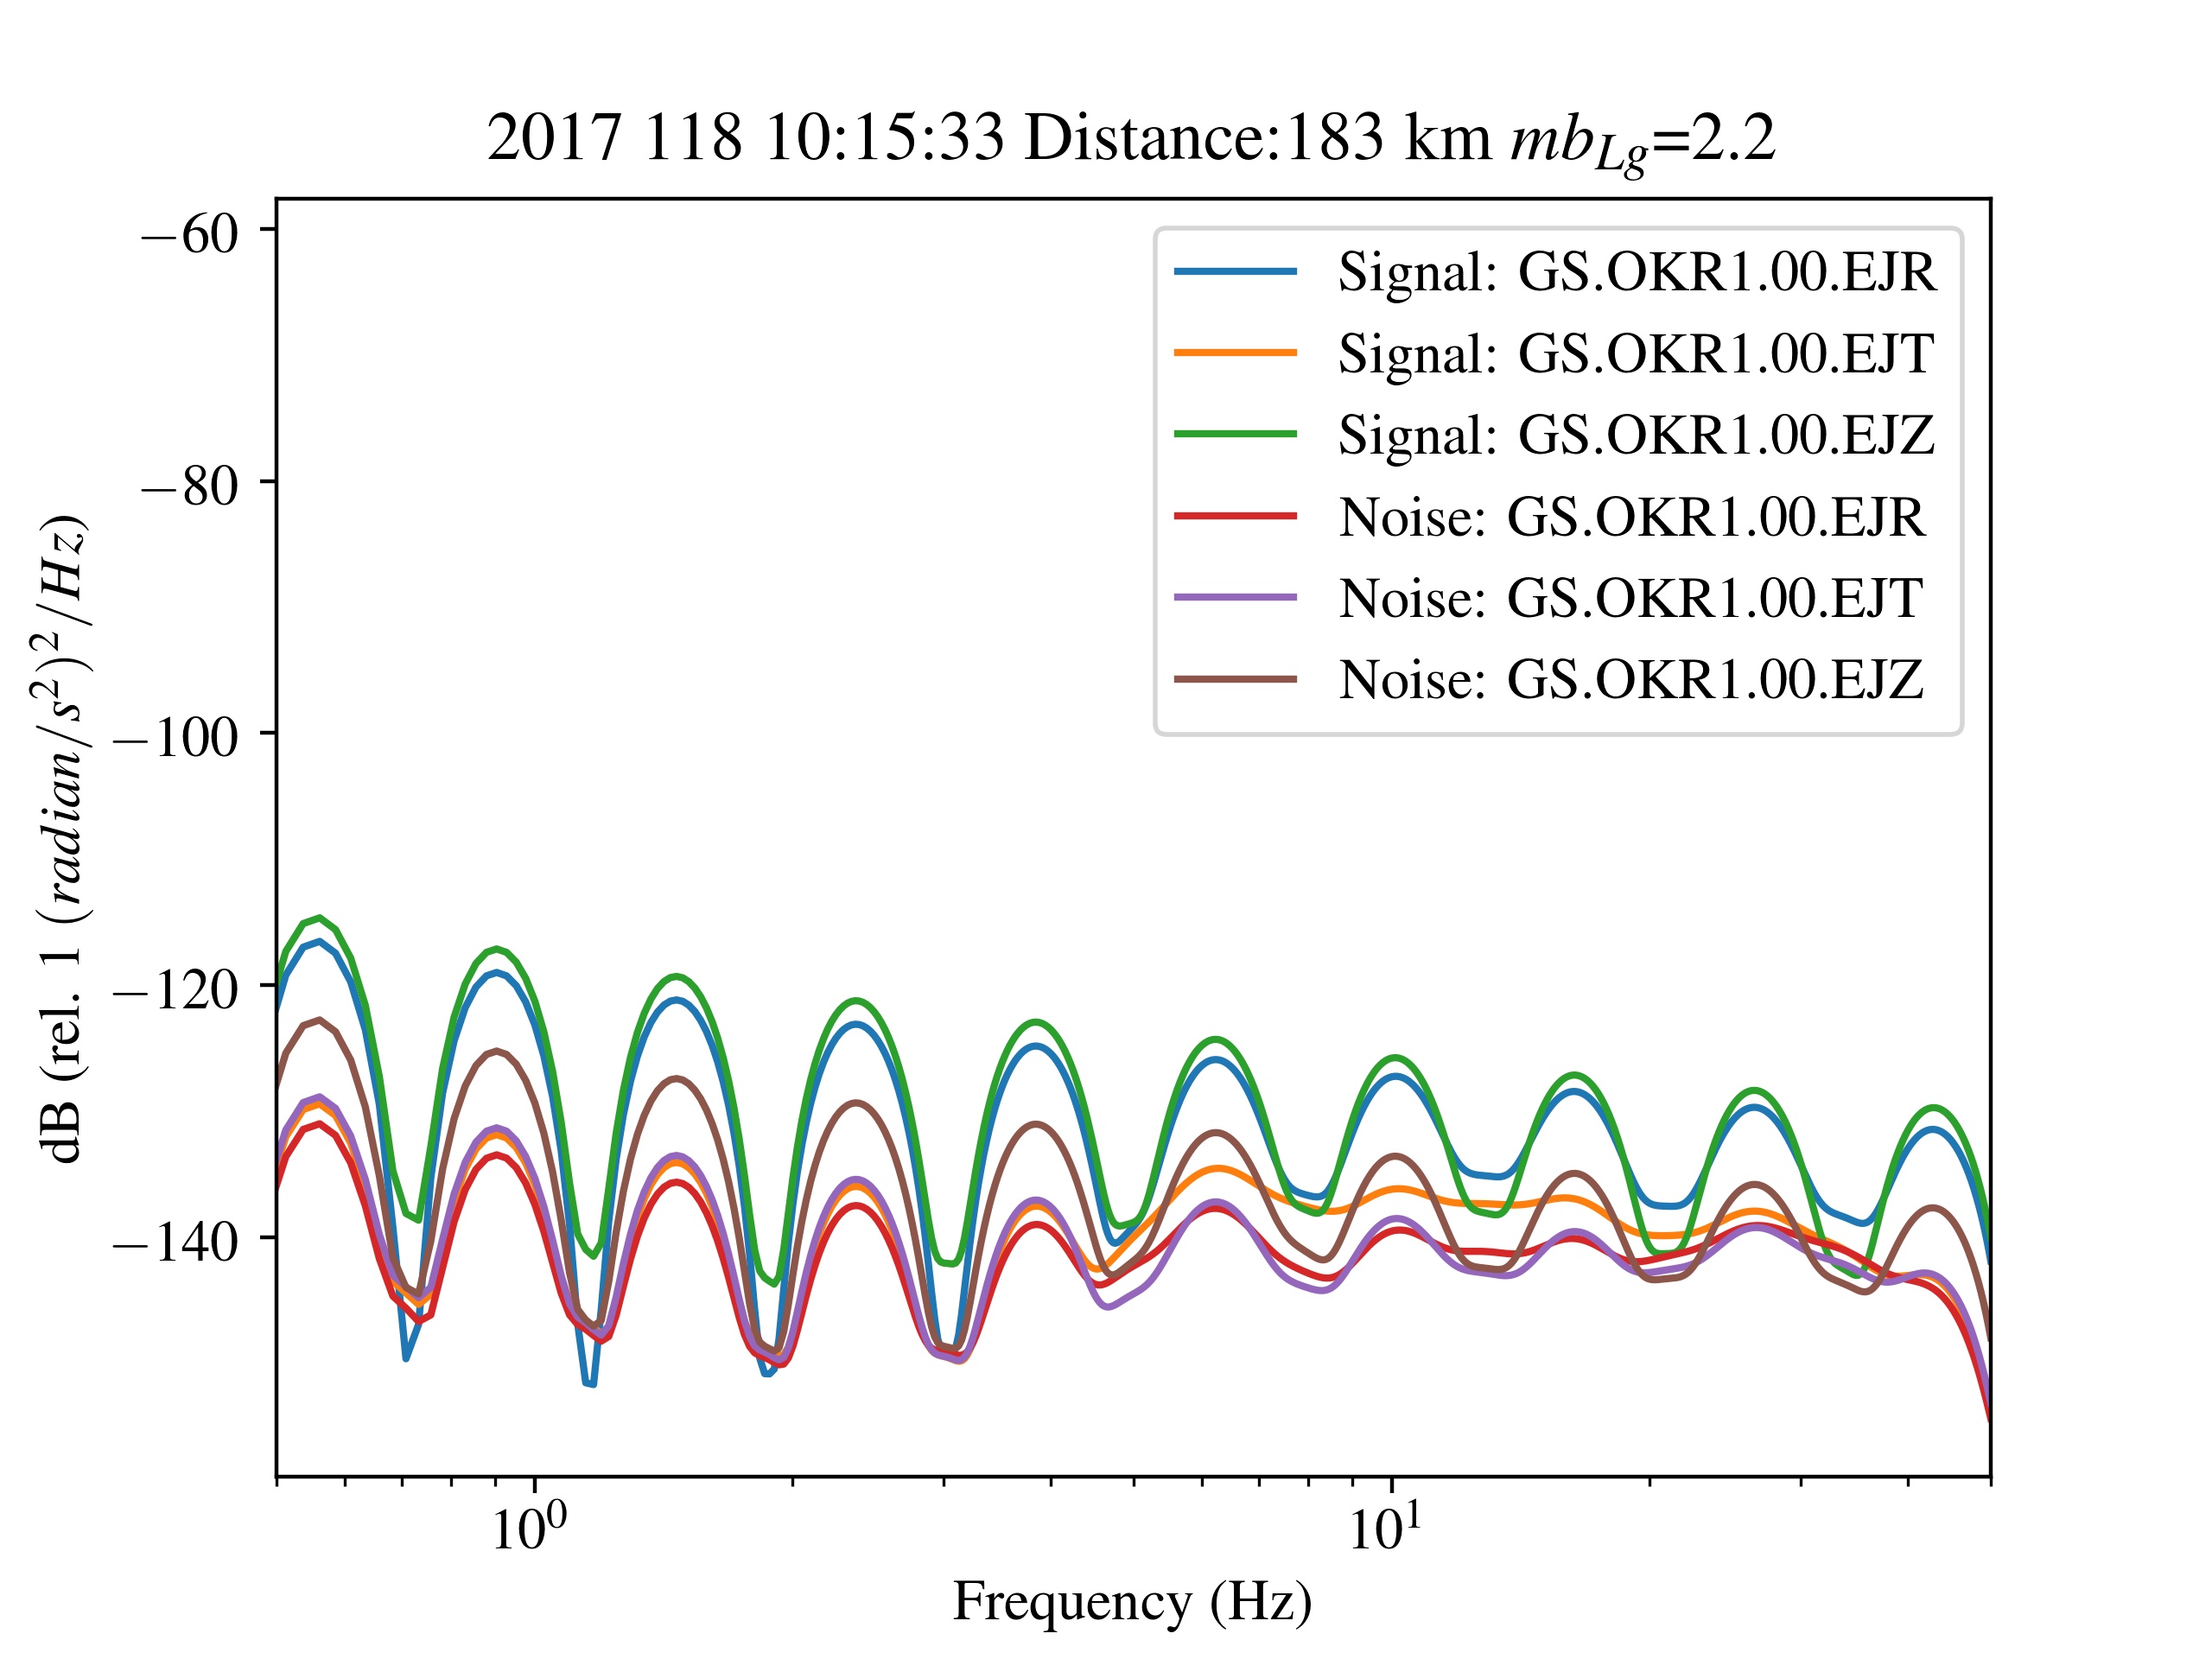 2017 118 10:15:33 Distance:183 km mb_Lg=2.2
−60
−80
−100
−120
−140
dB (rel. 1 (radian/s²)²/Hz)
Signal: GS.OKR1.00.EJR
Signal: GS.OKR1.00.EJT
Signal: GS.OKR1.00.EJZ
Noise: GS.OKR1.00.EJR
Noise: GS.OKR1.00.EJT
Noise: GS.OKR1.00.EJZ
10⁰ 10¹
Frequency (Hz)